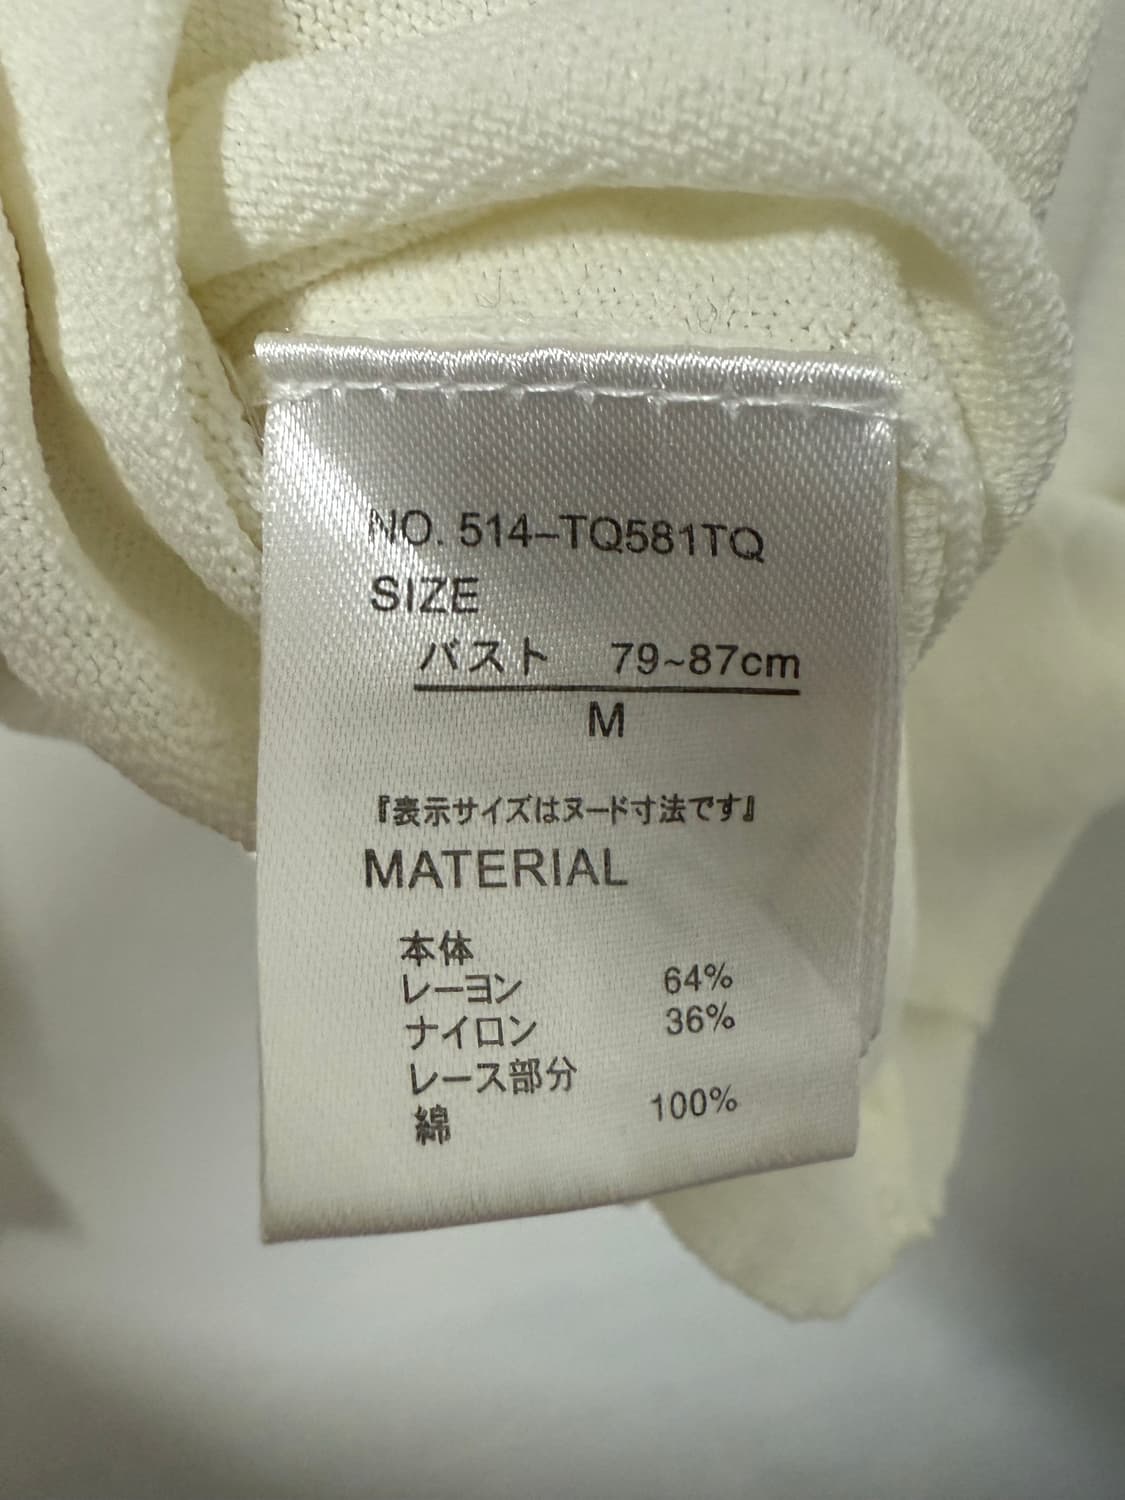 NO. 514-TQ581TQ
SIZE
バスト 79~87cm
M
『表示サイズはヌード寸法です』
MATERIAL
本体
レーヨン 64%
ナイロン 36%
レース部分
綿 100%